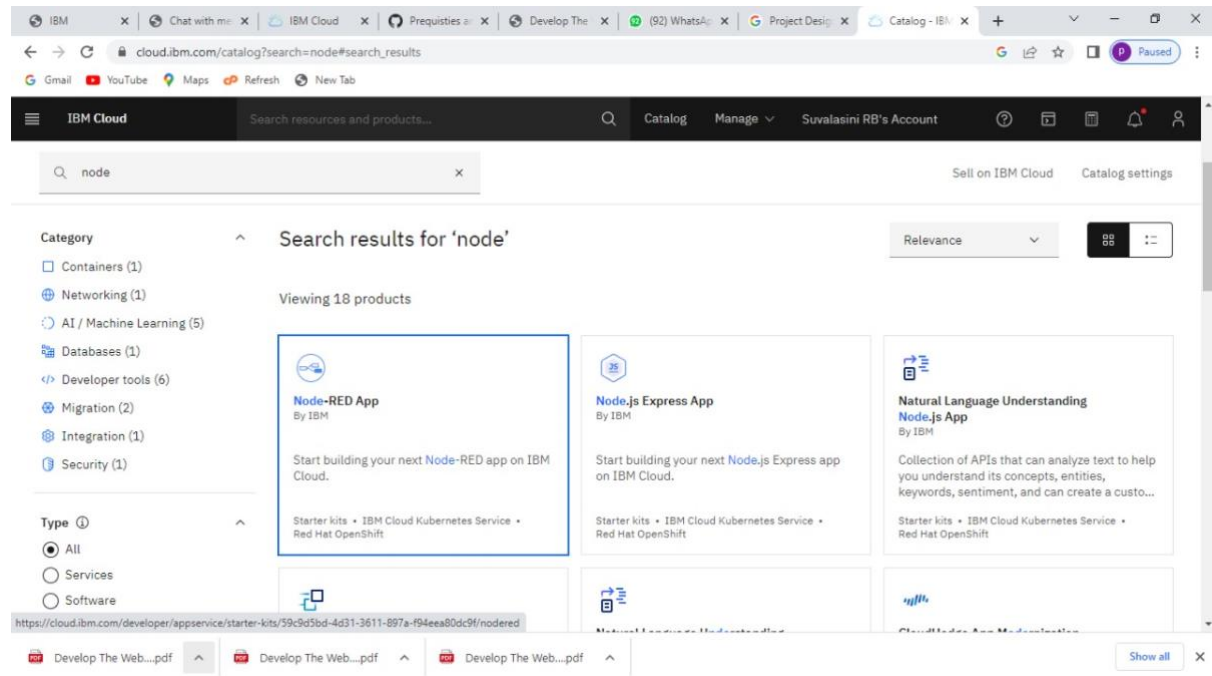 IBM
Chat with me
IBM Cloud
Prequisties a
Develop The
(92) WhatsAp
Project Desig
Catalog - IBM
cloud.ibm.com/catalog?search=node#search_results
P Paused
Gmail YouTube Maps Refresh New Tab
IBM Cloud
Search resources and products...
Catalog Manage Suvalasini RB's Account
node
Sell on IBM Cloud Catalog settings
Category
Containers (1)
Networking (1)
AI / Machine Learning (5)
Databases (1)
Developer tools (6)
Migration (2)
Integration (1)
Security (1)
Type
All
Services
Software
Search results for ‘node’
Relevance
Viewing 18 products
Node-RED App
By IBM
Start building your next Node-RED app on IBM
Cloud.
Starter kits • IBM Cloud Kubernetes Service •
Red Hat OpenShift
JS
Node.js Express App
By IBM
Start building your next Node.js Express app
on IBM Cloud.
Starter kits • IBM Cloud Kubernetes Service •
Red Hat OpenShift
Natural Language Understanding
Node.js App
By IBM
Collection of APIs that can analyze text to help
you understand its concepts, entities,
keywords, sentiment, and can create a custo...
Starter kits • IBM Cloud Kubernetes Service •
Red Hat OpenShift
https://cloud.ibm.com/developer/appservice/starter-kits/59c9d5bd-4d31-3611-897a-f94eea80dc9f/nodered
Develop The Web....pdf
Develop The Web....pdf
Develop The Web....pdf
Show all